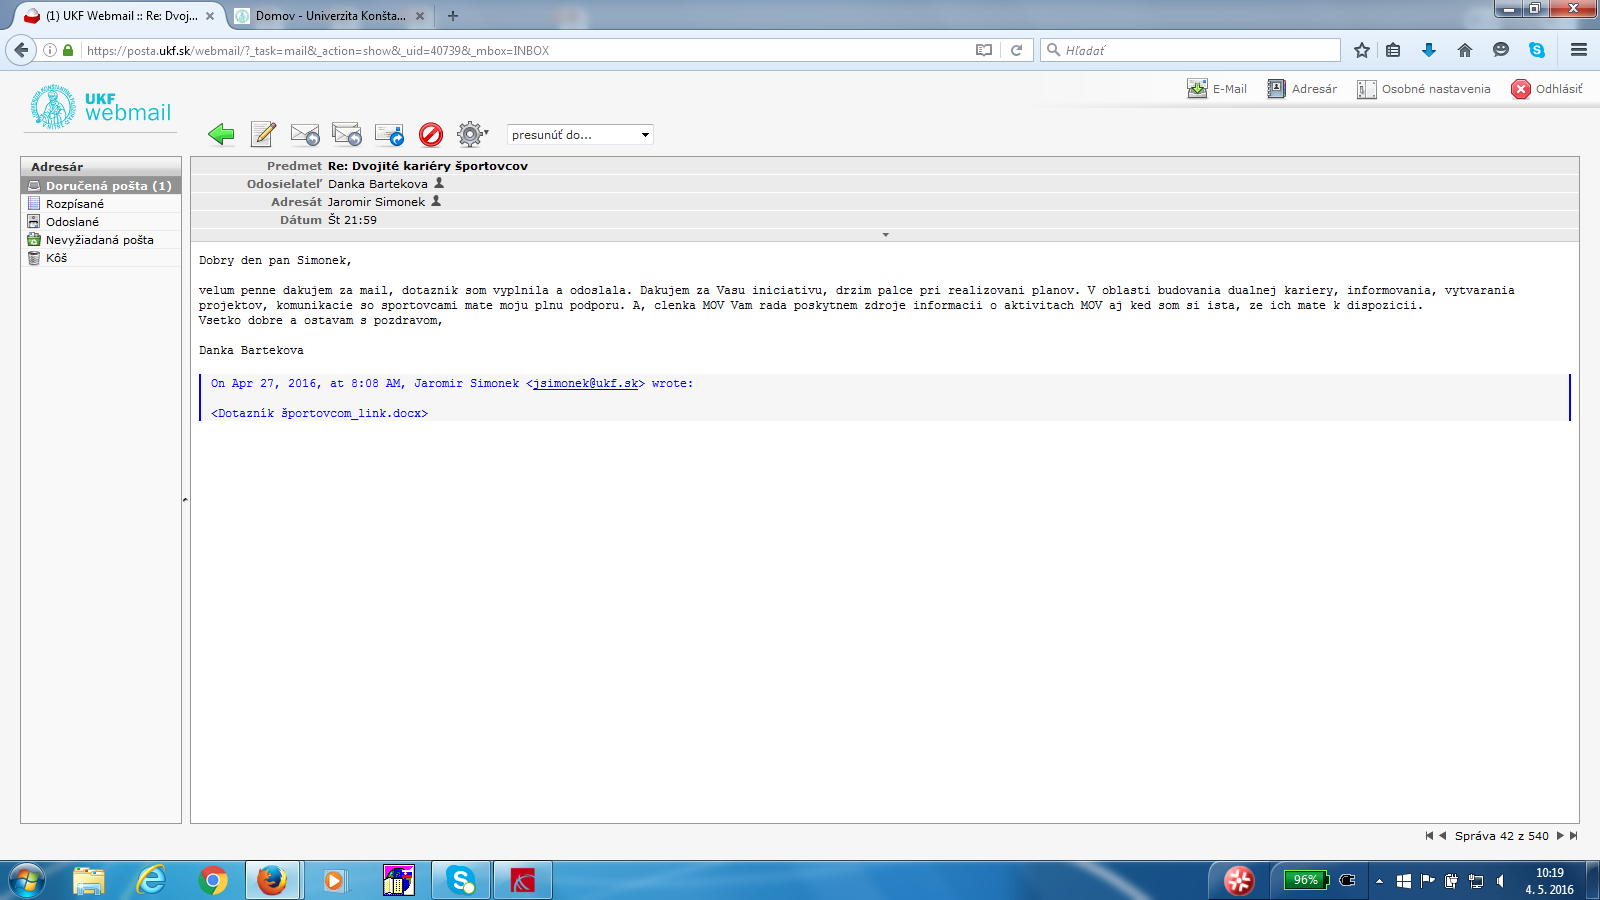 (1) UKF Webmail :: Re: Dvoj...
Domov - Univerzita Konšta...
https://posta.ukf.sk/webmail/?_task=mail&_action=show&_uid=40739&_mbox=INBOX
Hľadať
UKF
webmail
E-Mail
Adresár
Osobné nastavenia
Odhlásiť
presunúť do...
Adresár
Doručená pošta (1)
Rozpísané
Odoslané
Nevyžiadaná pošta
Kôš
Predmet Re: Dvojité kariéry športovcov
Odosielateľ Danka Bartekova
Adresát Jaromir Simonek
Dátum Št 21:59
Dobry den pan Simonek,
velum penne dakujem za mail, dotaznik som vyplnila a odoslala. Dakujem za Vasu iniciativu, drzim palce pri realizovani planov. V oblasti budovania dualnej kariery, informovania, vytvarania
projektov, komunikacie so sportovcami mate moju plnu podporu. A, clenka MOV Vam rada poskytnem zdroje informacii o aktivitach MOV aj ked som si ista, ze ich mate k dispozicii.
Vsetko dobre a ostavam s pozdravom,
Danka Bartekova
On Apr 27, 2016, at 8:08 AM, Jaromir Simonek <jsimonek@ukf.sk> wrote:
<Dotazník športovcom_link.docx>
Správa 42 z 540
96%
10:19
4. 5. 2016